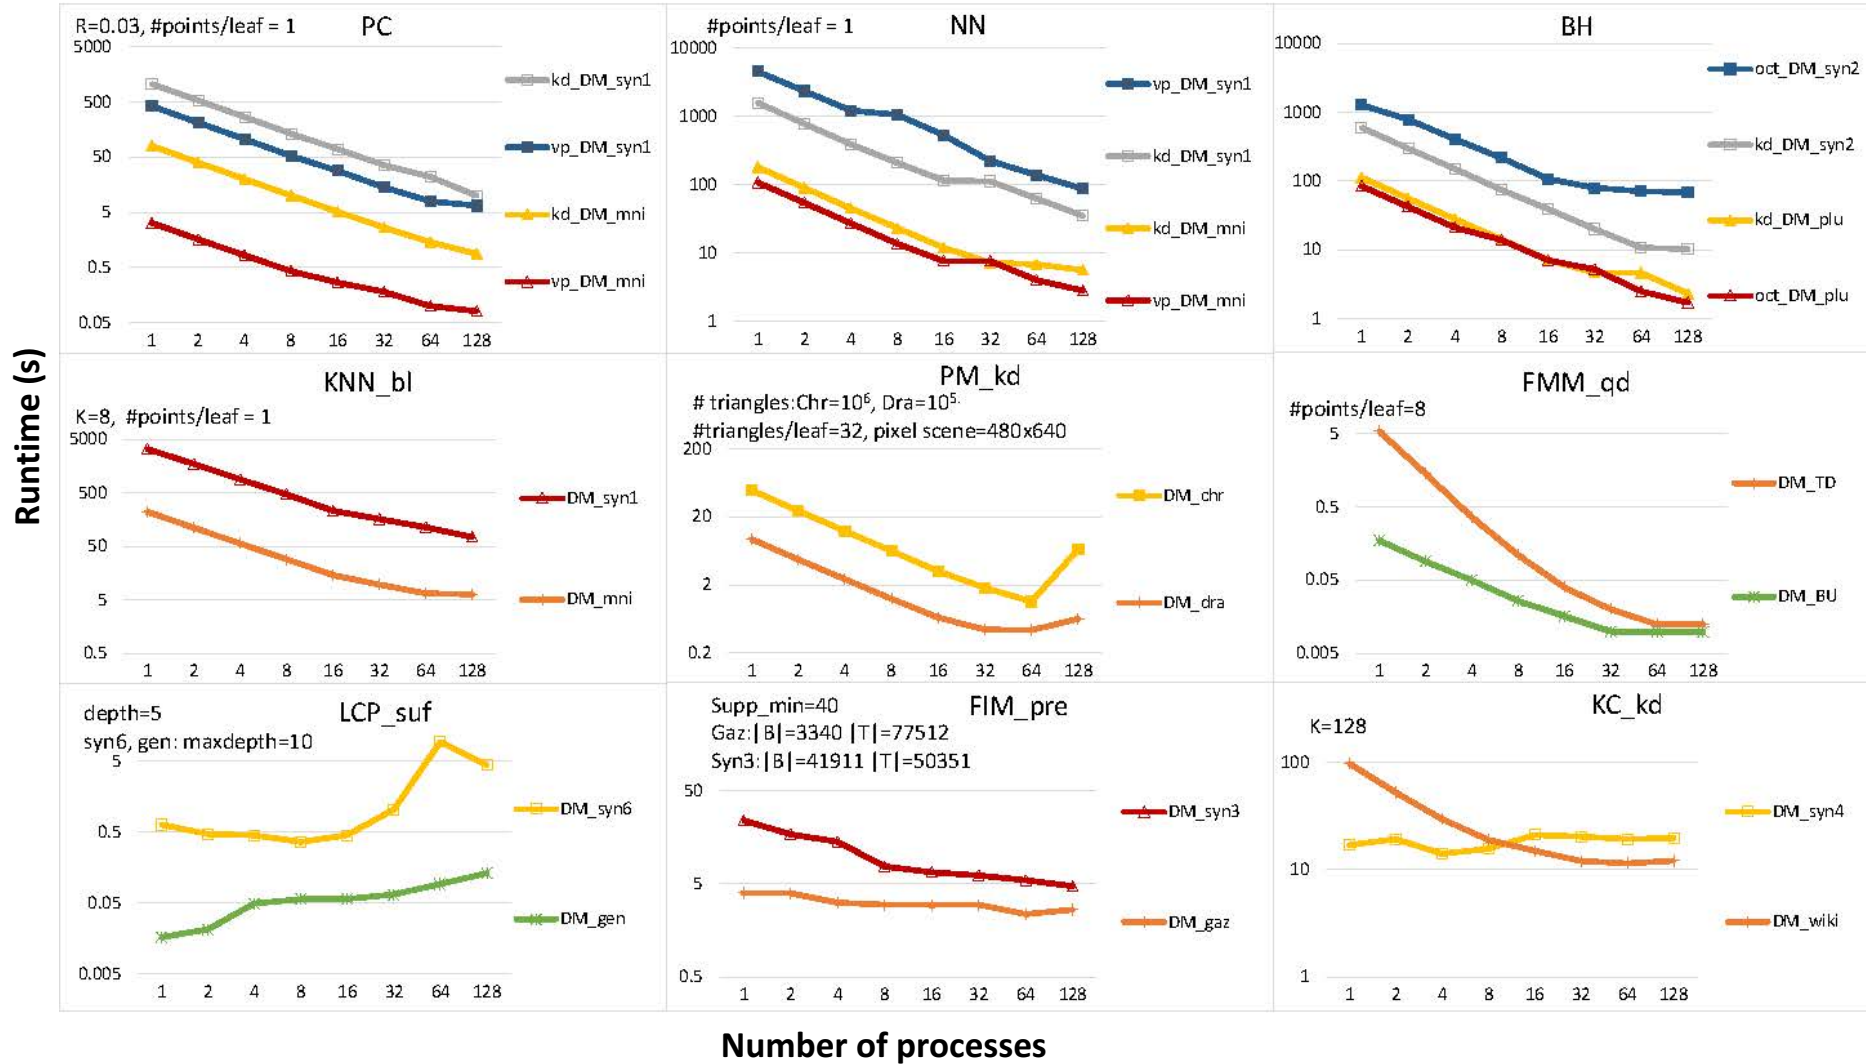 Runtime (s)
R=0.03, #points/leaf = 1
PC
5000
500
50
5
0.5
0.05
1 2 4 8 16 32 64 128
kd_DM_syn1
vp_DM_syn1
kd_DM_mni
vp_DM_mni
#points/leaf = 1
NN
10000
1000
100
10
1
1 2 4 8 16 32 64 128
vp_DM_syn1
kd_DM_syn1
kd_DM_mni
vp_DM_mni
BH
10000
1000
100
10
1
1 2 4 8 16 32 64 128
oct_DM_syn2
kd_DM_syn2
kd_DM_plu
oct_DM_plu
KNN_bl
K=8, #points/leaf = 1
5000
500
50
5
0.5
1 2 4 8 16 32 64 128
DM_syn1
DM_mni
PM_kd
# triangles:Chr=10⁶, Dra=10⁵.
#triangles/leaf=32, pixel scene=480x640
200
20
2
0.2
1 2 4 8 16 32 64 128
DM_chr
DM_dra
FMM_qd
#points/leaf=8
5
0.5
0.05
0.005
1 2 4 8 16 32 64 128
DM_TD
DM_BU
depth=5
LCP_suf
syn6, gen: maxdepth=10
5
0.5
0.05
0.005
1 2 4 8 16 32 64 128
DM_syn6
DM_gen
Supp_min=40
FIM_pre
Gaz:|B|=3340 |T|=77512
Syn3:|B|=41911 |T|=50351
50
5
0.5
1 2 4 8 16 32 64 128
DM_syn3
DM_gaz
KC_kd
K=128
100
10
1
1 2 4 8 16 32 64 128
DM_syn4
DM_wiki
Number of processes